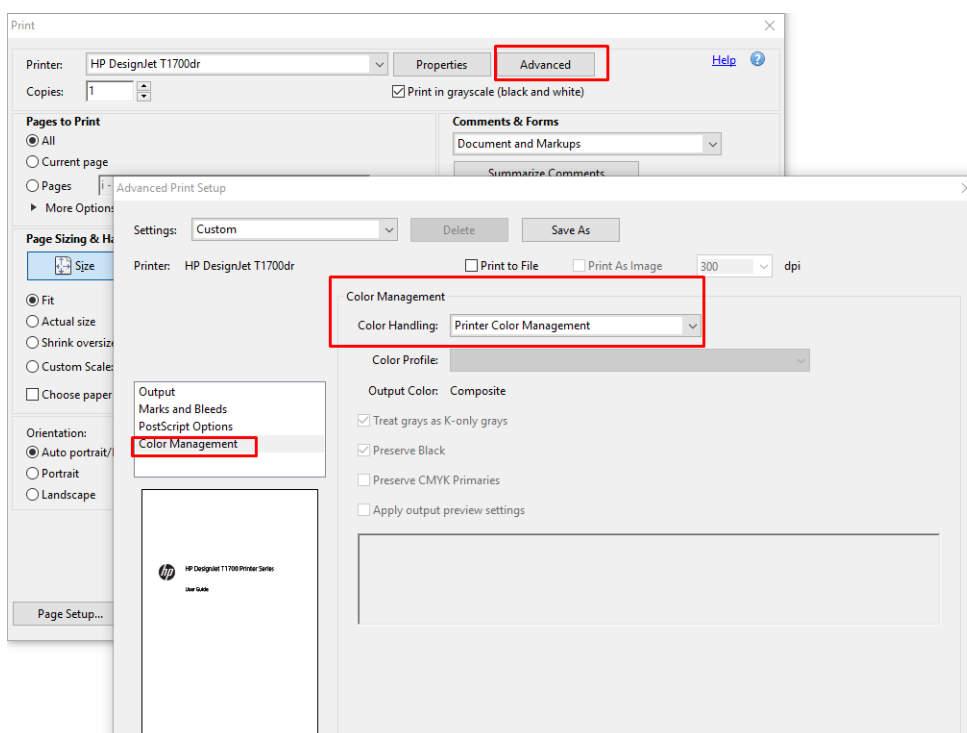 Print
Printer: HP DesignJet T1700dr Properties Advanced Help ?
Copies: 1 Print in grayscale (black and white)
Pages to Print
All
Current page
Pages i -
More Options
Comments & Forms
Document and Markups
Summarize Comments
Page Sizing & Ha
Size
Fit
Actual size
Shrink oversize
Custom Scale:
Choose paper
Orientation:
Auto portrait/l
Portrait
Landscape
Page Setup...
Advanced Print Setup
Settings: Custom Delete Save As
Printer: HP DesignJet T1700dr Print to File Print As Image 300 dpi
Output
Marks and Bleeds
PostScript Options
Color Management
Color Management
Color Handling: Printer Color Management
Color Profile:
Output Color: Composite
Treat grays as K-only grays
Preserve Black
Preserve CMYK Primaries
Apply output preview settings
hp
HP DesignJet T1700 Printer Series
User Guide